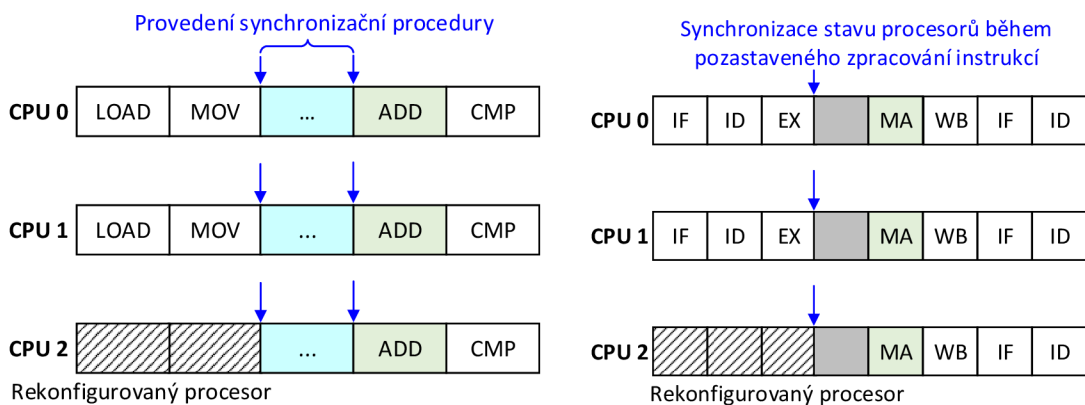 Provedení synchronizační procedury
CPU 0 LOAD MOV ... ADD CMP
CPU 1 LOAD MOV ... ADD CMP
CPU 2 ... ADD CMP
Rekonfigurovaný procesor
Synchronizace stavu procesorů během
pozastaveného zpracování instrukcí
CPU 0 IF ID EX MA WB IF ID
CPU 1 IF ID EX MA WB IF ID
CPU 2 MA WB IF ID
Rekonfigurovaný procesor